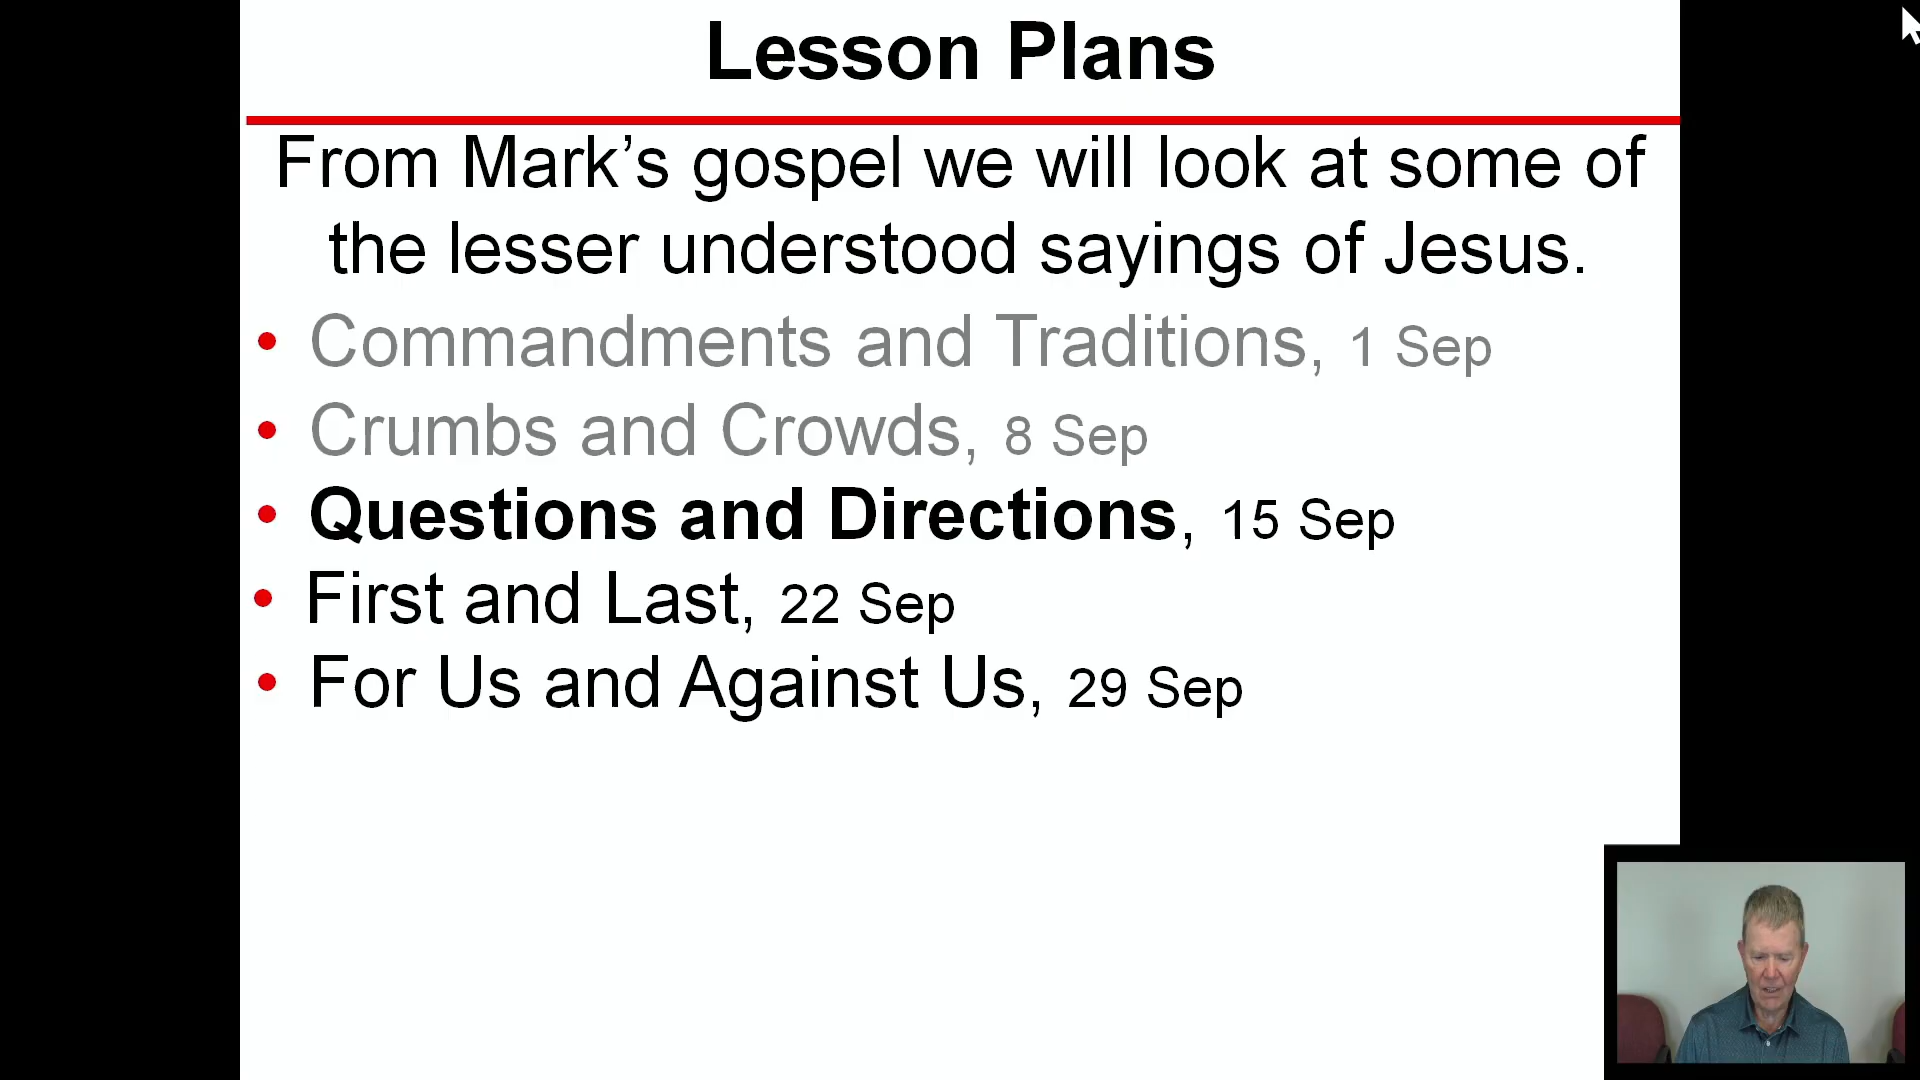 Lesson Plans
From Mark’s gospel we will look at some of
the lesser understood sayings of Jesus.
• Commandments and Traditions, 1 Sep
• Crumbs and Crowds, 8 Sep
• Questions and Directions, 15 Sep
• First and Last, 22 Sep
• For Us and Against Us, 29 Sep